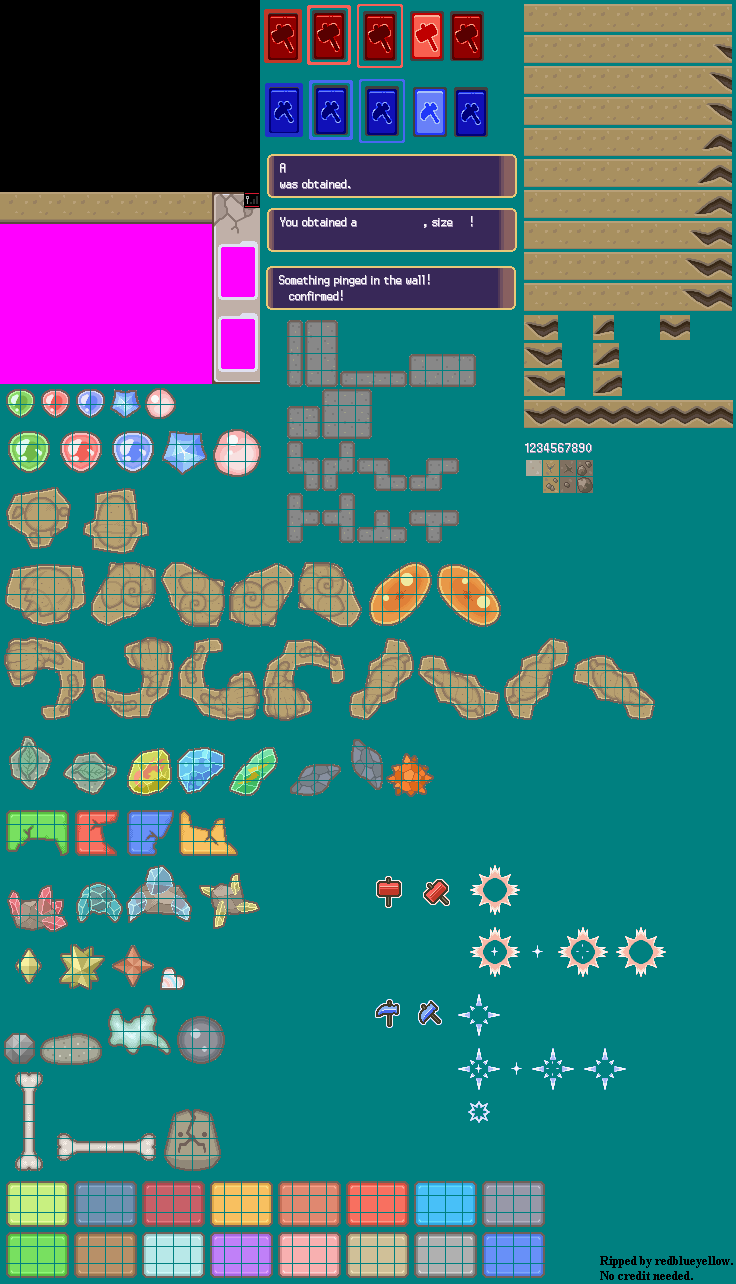 A
was obtained.
You obtained a , size !
Something pinged in the wall!
confirmed!
1234567890
Ripped by redblueyellow.
No credit needed.